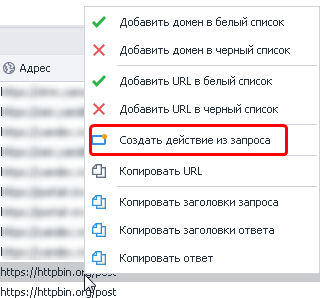 Адрес
Добавить домен в белый список
Добавить домен в черный список
Добавить URL в белый список
Добавить URL в черный список
Создать действие из запроса
Копировать URL
Копировать заголовки запроса
Копировать заголовки ответа
Копировать ответ
https://httpbin.org/post
https://httpbin.org/post